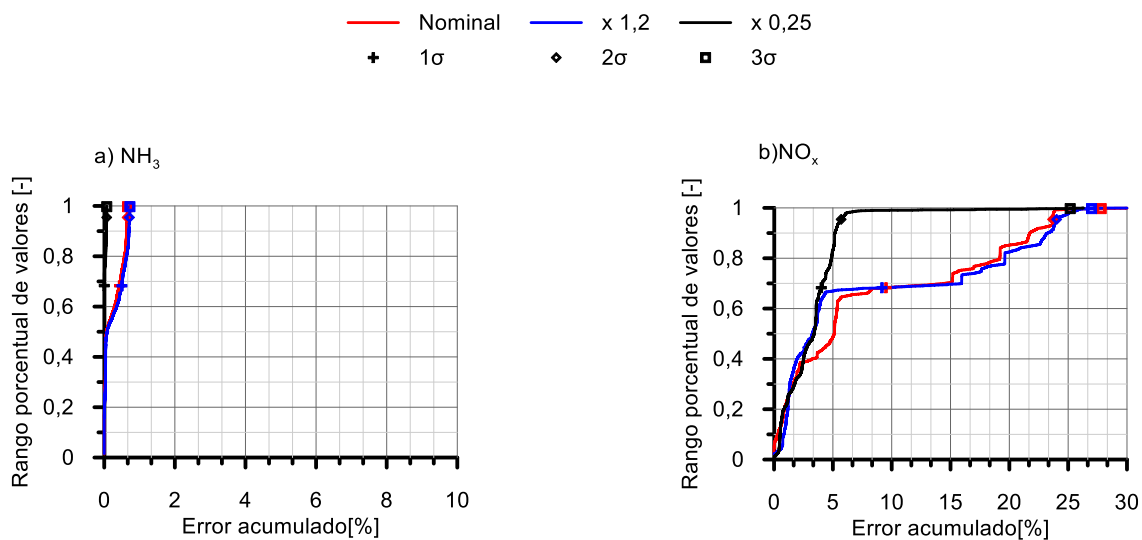 Nominal x 1,2 x 0,25
1σ 2σ 3σ
a) NH₃
Rango porcentual de valores [-]
1
0,8
0,6
0,4
0,2
0
0 2 4 6 8 10
Error acumulado[%]
b)NOₓ
Rango porcentual de valores [-]
1
0,8
0,6
0,4
0,2
0
0 5 10 15 20 25 30
Error acumulado[%]